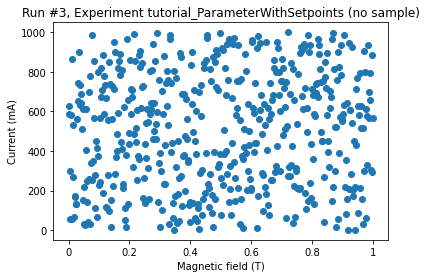 Run #3, Experiment tutorial_ParameterWithSetpoints (no sample)
Current (mA)
1000
800
600
400
200
0
0 0.2 0.4 0.6 0.8 1
Magnetic field (T)